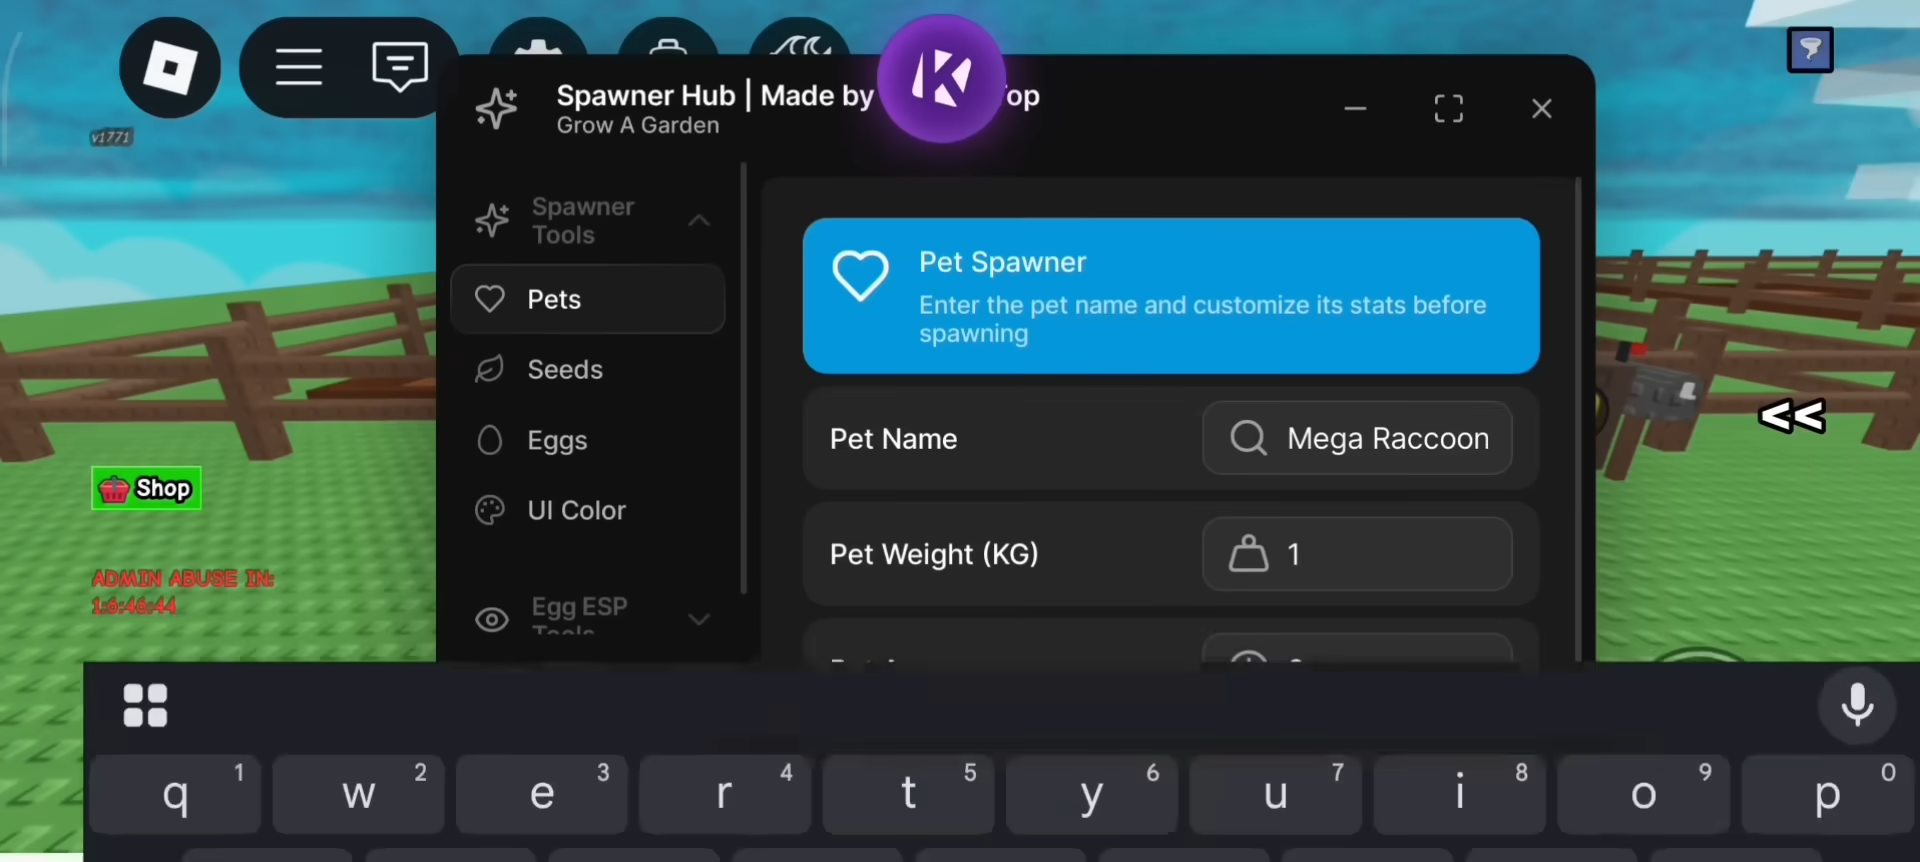 v1771
Spawner Hub | Made by
Grow A Garden
Spawner
Tools
Pets
Seeds
Eggs
UI Color
Egg ESP
Tools
Pet Spawner
Enter the pet name and customize its stats before
spawning
Pet Name
Mega Raccoon
Pet Weight (KG)
1
Shop
ADMIN ABUSE IN:
1:6:46:44
<<
q 1 w 2 e 3 r 4 t 5 y 6 u 7 i 8 o 9 p 0